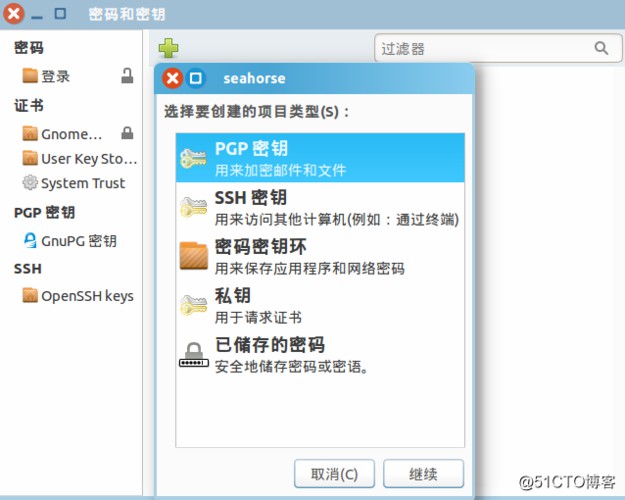 密码和密钥
密码
登录
证书
Gnome…
User Key Sto…
System Trust
PGP 密钥
GnuPG 密钥
SSH
OpenSSH keys
过滤器
seahorse
选择要创建的项目类型(S)：
PGP 密钥
用来加密邮件和文件
SSH 密钥
用来访问其他计算机(例如：通过终端)
密码密钥环
用来保存应用程序和网络密码
私钥
用于请求证书
已储存的密码
安全地储存密码或密语。
取消(C)
继续
@51CTO博客